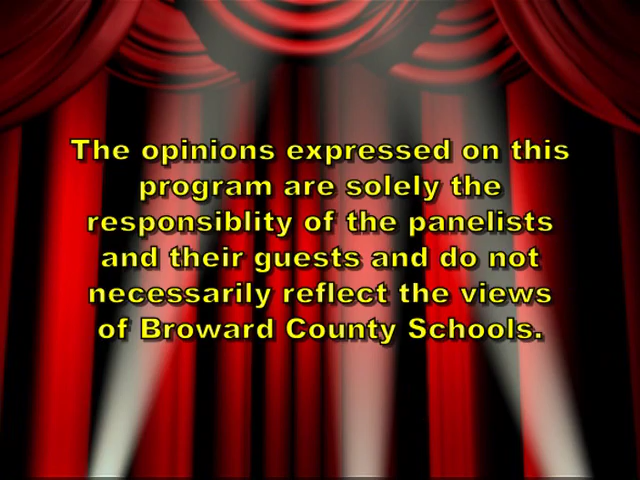 The opinions expressed on this
program are solely the
responsiblity of the panelists
and their guests and do not
necessarily reflect the views
of Broward County Schools.